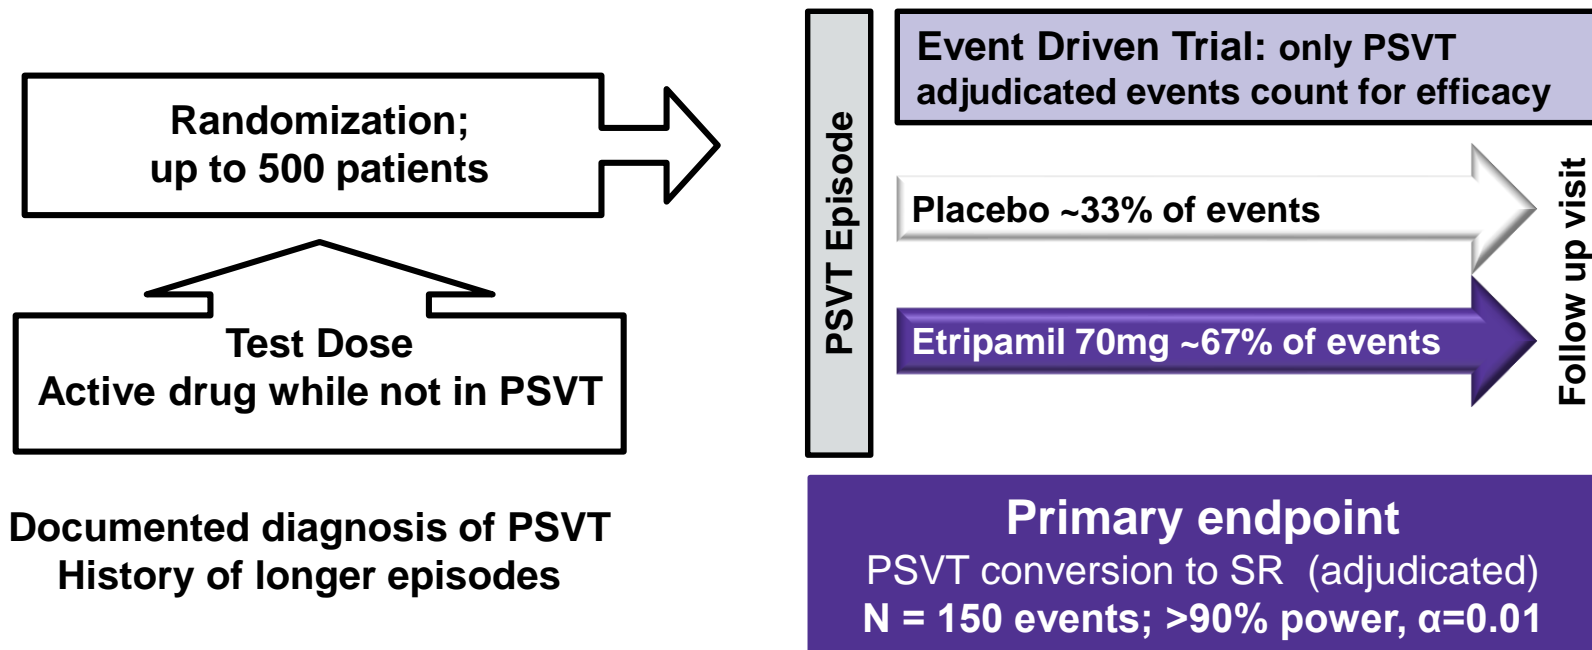 Randomization;
up to 500 patients
Test Dose
Active drug while not in PSVT
Documented diagnosis of PSVT
History of longer episodes
PSVT Episode
Event Driven Trial: only PSVT
adjudicated events count for efficacy
Placebo ~33% of events
Etripamil 70mg ~67% of events
Follow up visit
Primary endpoint
PSVT conversion to SR (adjudicated)
N = 150 events; >90% power, α=0.01